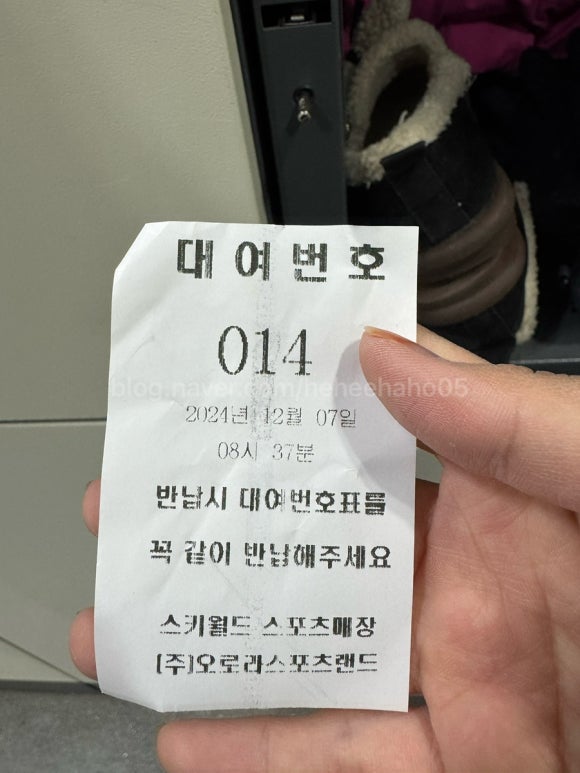 대여번호
014
blog.naver.com/heheehaho05
2024년 12월 07일
08시 37분
반납시 대여번호표를
꼭 같이 반납해주세요
스키월드 스포츠매장
(주)오로라스포츠랜드